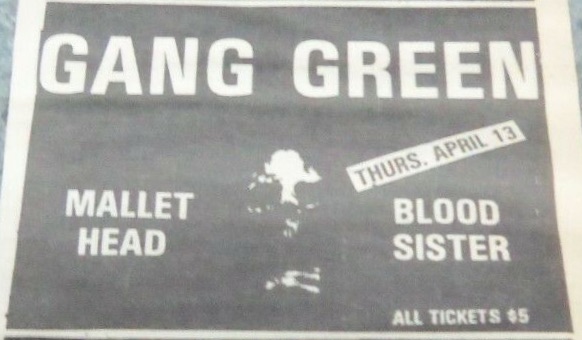 GANG GREEN
THURS. APRIL 13
MALLET
HEAD
BLOOD
SISTER
ALL TICKETS $5